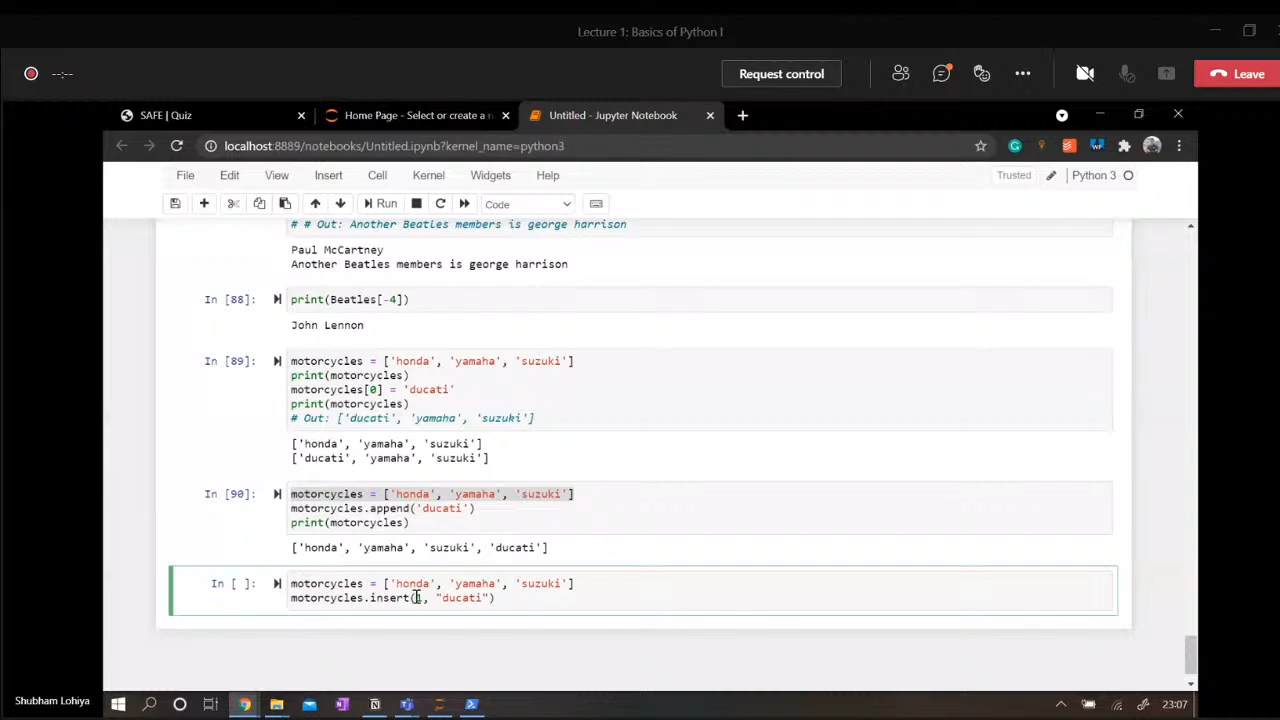 Lecture 1: Basics of Python I
--:--
Request control
Leave
SAFE | Quiz
Home Page - Select or create a n
Untitled - Jupyter Notebook
localhost:8889/notebooks/Untitled.ipynb?kernel_name=python3
File Edit View Insert Cell Kernel Widgets Help
Trusted
Python 3
Run
Code
# # Out: Another Beatles members is george harrison
Paul McCartney
Another Beatles members is george harrison
In [88]: print(Beatles[-4])
John Lennon
In [89]: motorcycles = ['honda', 'yamaha', 'suzuki']
print(motorcycles)
motorcycles[0] = 'ducati'
print(motorcycles)
# Out: ['ducati', 'yamaha', 'suzuki']
['honda', 'yamaha', 'suzuki']
['ducati', 'yamaha', 'suzuki']
In [90]: motorcycles = ['honda', 'yamaha', 'suzuki']
motorcycles.append('ducati')
print(motorcycles)
['honda', 'yamaha', 'suzuki', 'ducati']
In [ ]: motorcycles = ['honda', 'yamaha', 'suzuki']
motorcycles.insert(1, "ducati")
Shubham Lohiya
23:07